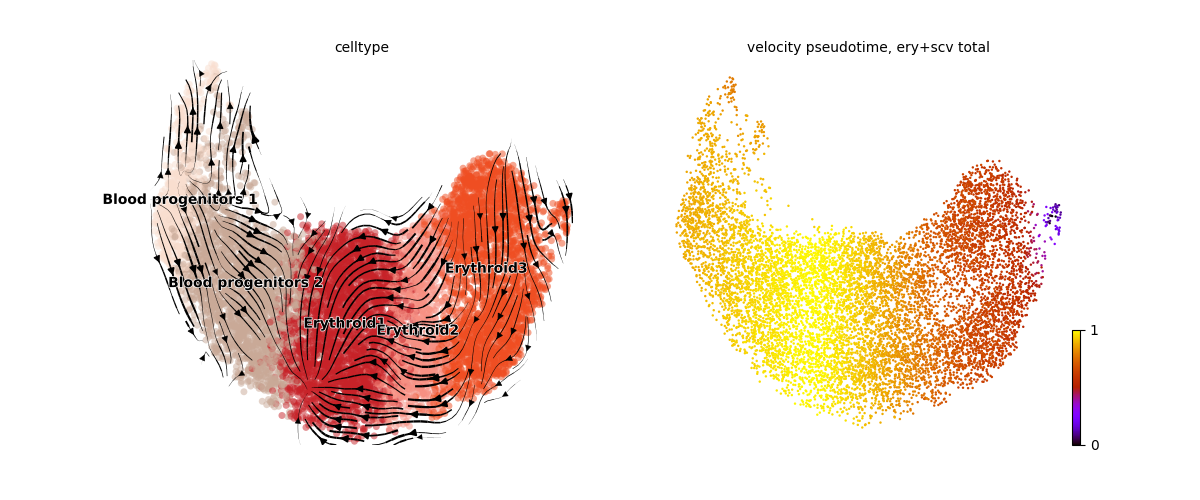 celltype
velocity pseudotime, ery+scv total
Blood progenitors 1
Blood progenitors 2
Erythroid3
Erythroid1
Erythroid2
1
0